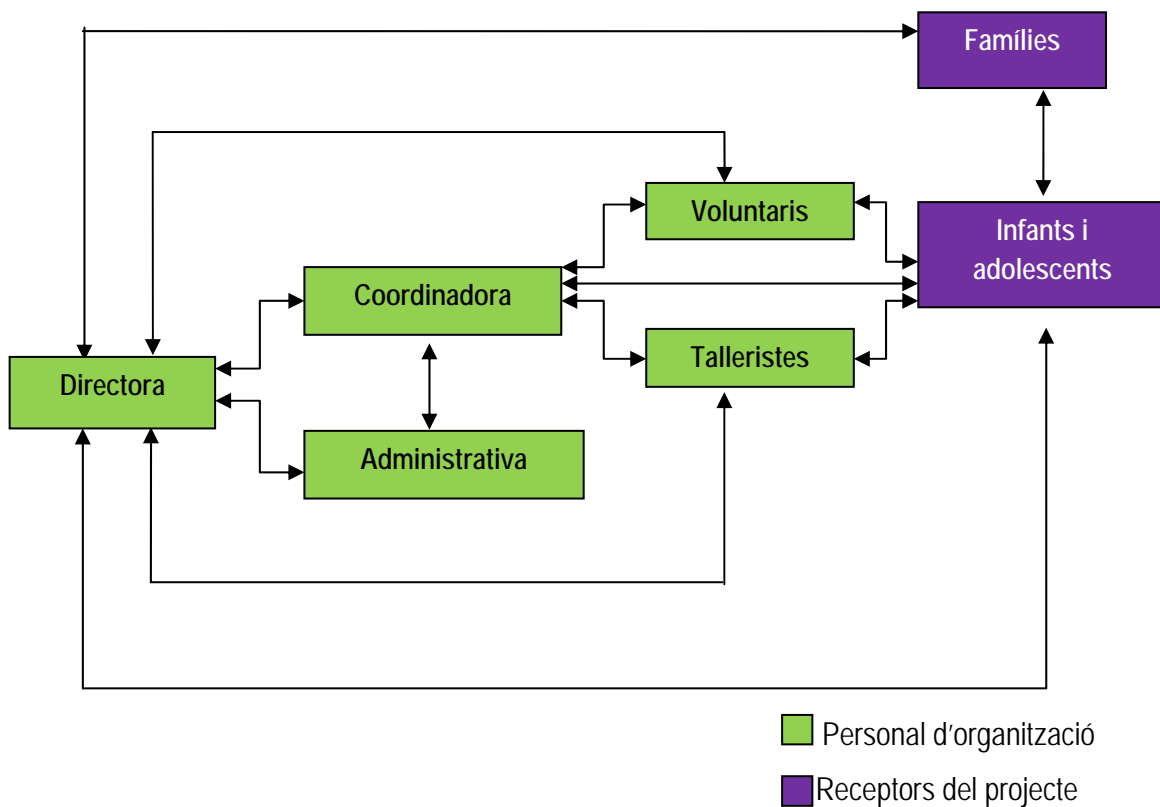 Famílies
Voluntaris
Infants i
adolescents
Coordinadora
Talleristes
Directora
Administrativa
Personal d'organització
Receptors del projecte